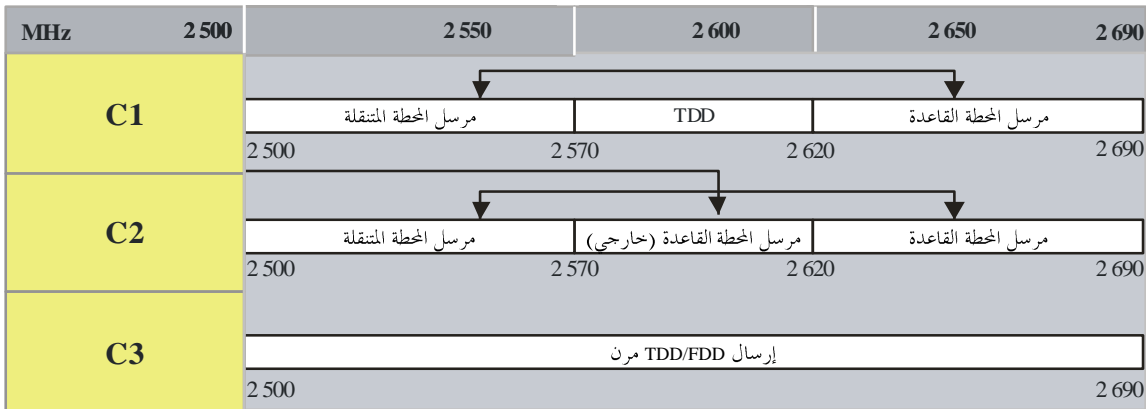 MHz 2 500 2 550 2 600 2 650 2 690
C1
مرسل المحطة المتنقلة TDD مرسل المحطة القاعدة
2 500 2 570 2 620 2 690
C2
مرسل المحطة المتنقلة مرسل المحطة القاعدة (خارجي) مرسل المحطة القاعدة
2 500 2 570 2 620 2 690
C3
إرسال TDD/FDD مرن
2 500 2 690